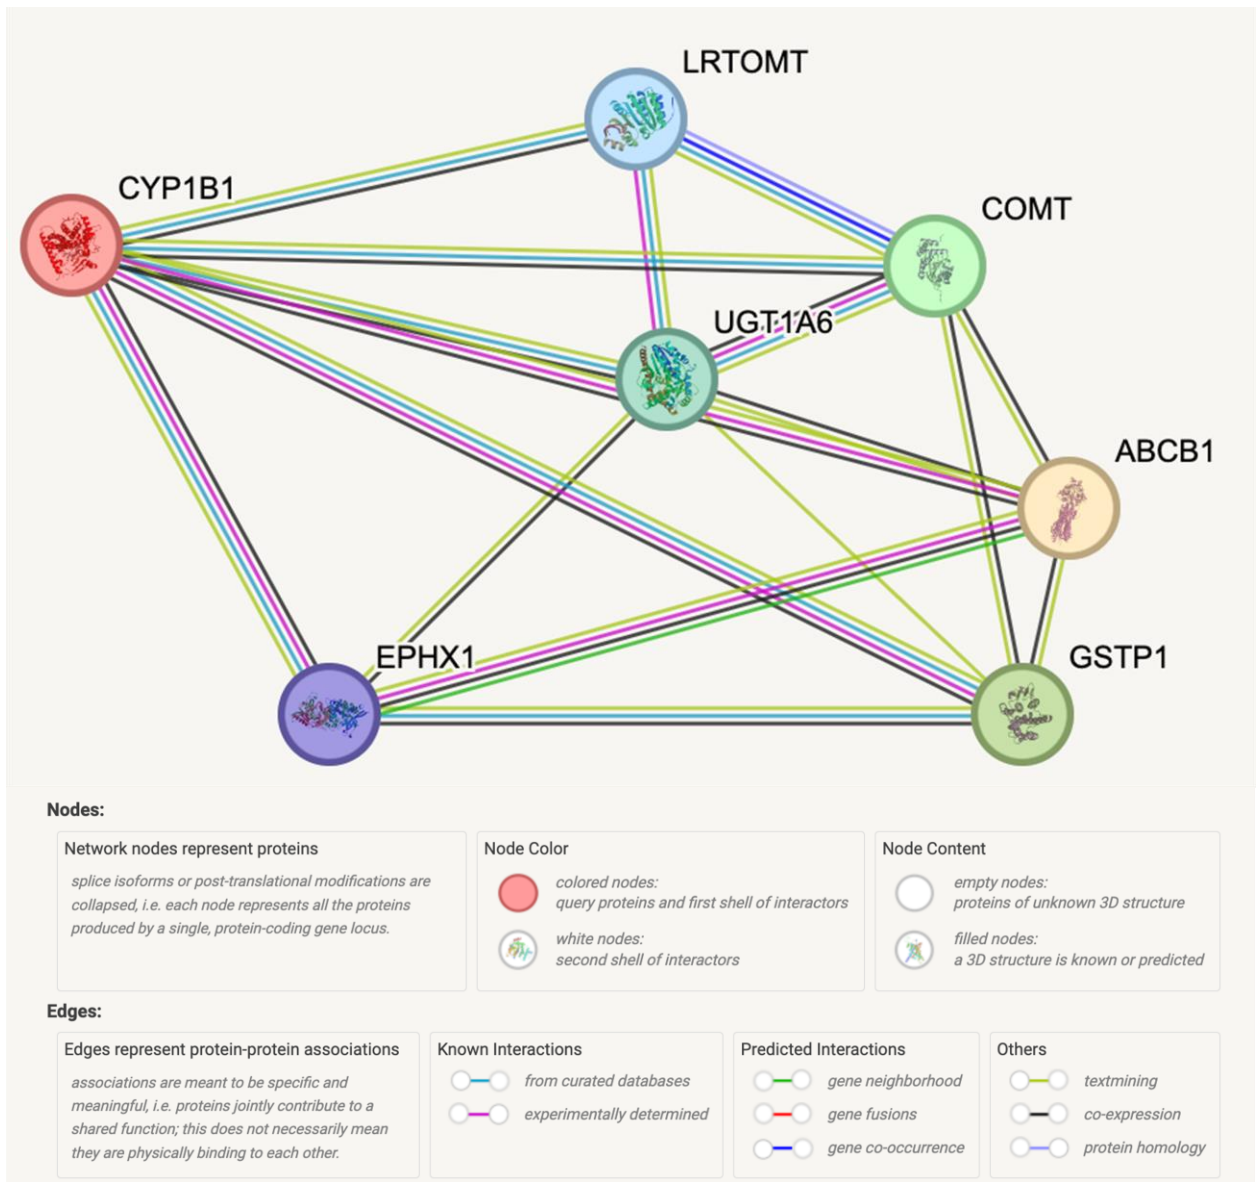 LRTOMT
CYP1B1
COMT
UGT1A6
ABCB1
EPHX1
GSTP1
Nodes:
Network nodes represent proteins
splice isoforms or post-translational modifications are
collapsed, i.e. each node represents all the proteins
produced by a single, protein-coding gene locus.
Node Color
colored nodes:
query proteins and first shell of interactors
white nodes:
second shell of interactors
Node Content
empty nodes:
proteins of unknown 3D structure
filled nodes:
a 3D structure is known or predicted
Edges:
Edges represent protein-protein associations
associations are meant to be specific and
meaningful, i.e. proteins jointly contribute to a
shared function; this does not necessarily mean
they are physically binding to each other.
Known Interactions
from curated databases
experimentally determined
Predicted Interactions
gene neighborhood
gene fusions
gene co-occurrence
Others
textmining
co-expression
protein homology